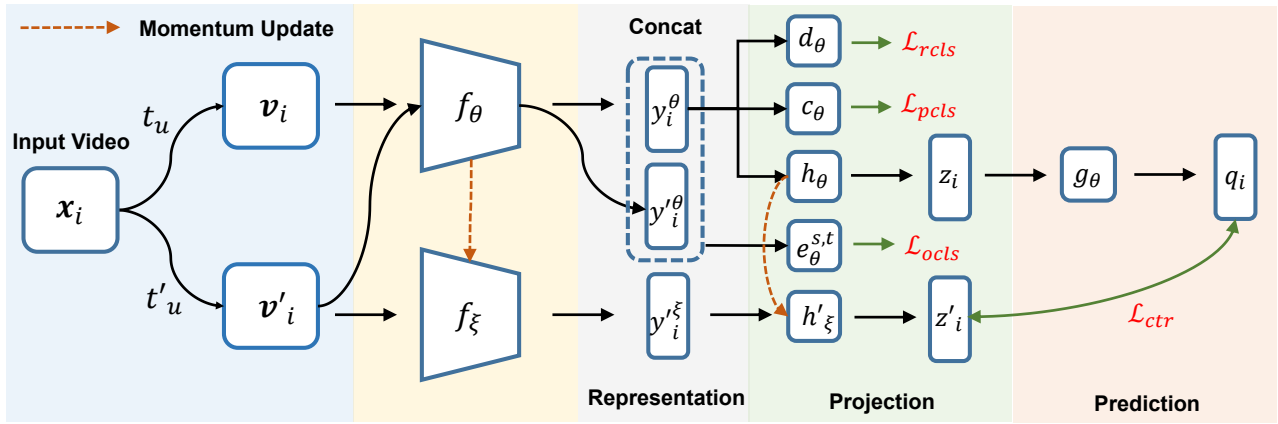 Momentum Update
Concat
Input Video
x_i
t_u
t'_u
v_i
v'_i
f_θ
f_ξ
y_i^θ
y'_i^θ
y'_i^ξ
d_θ
ℒ_rcls
c_θ
ℒ_pcls
h_θ
z_i
g_θ
q_i
e_θ^{s,t}
ℒ_ocls
h'_ξ
z'_i
ℒ_ctr
Representation
Projection
Prediction